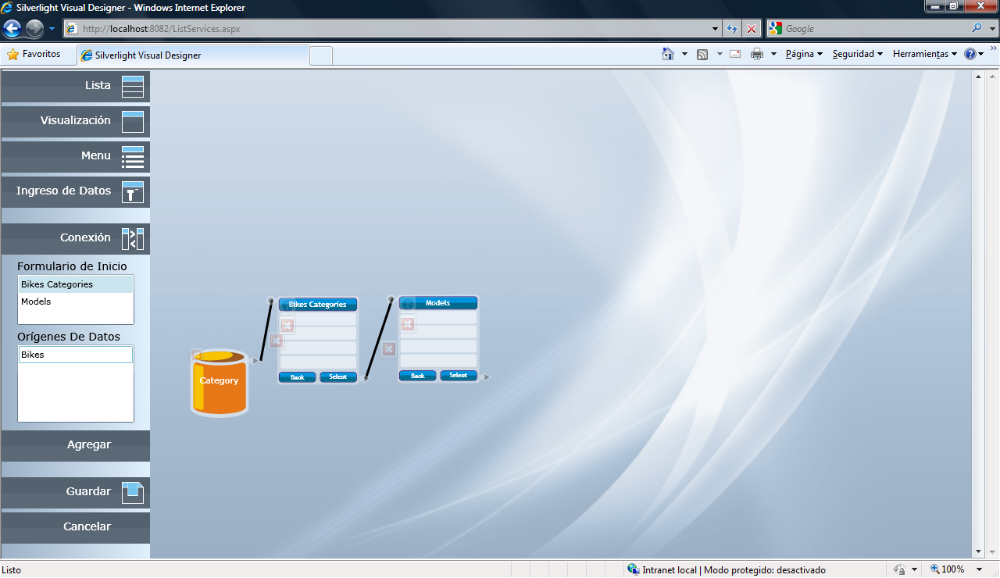 Silverlight Visual Designer - Windows Internet Explorer
http://localhost:8082/ListServices.aspx
Google
Favoritos
Silverlight Visual Designer
Página
Seguridad
Herramientas
Lista
Visualización
Menu
Ingreso de Datos
Conexión
Formulario de Inicio
Bikes Categories
Models
Orígenes De Datos
Bikes
Agregar
Guardar
Cancelar
Category
Bikes Categories
Back
Select
Models
Back
Select
Listo
Intranet local | Modo protegido: desactivado
100%